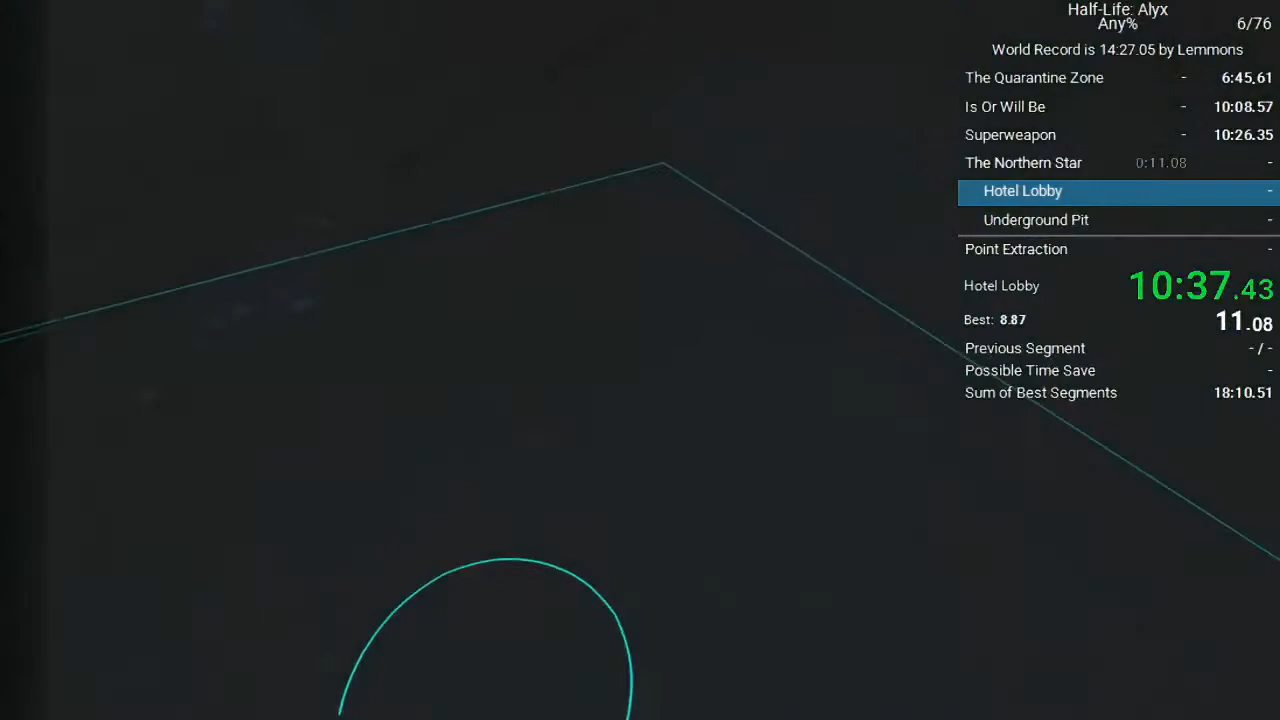 Half-Life: Alyx
Any% 6/76
World Record is 14:27.05 by Lemmons
The Quarantine Zone - 6:45.61
Is Or Will Be - 10:08.57
Superweapon - 10:26.35
The Northern Star 0:11.08 -
Hotel Lobby -
Underground Pit -
Point Extraction -
Hotel Lobby 10:37.43
Best: 8.87 11.08
Previous Segment - / -
Possible Time Save -
Sum of Best Segments 18:10.51